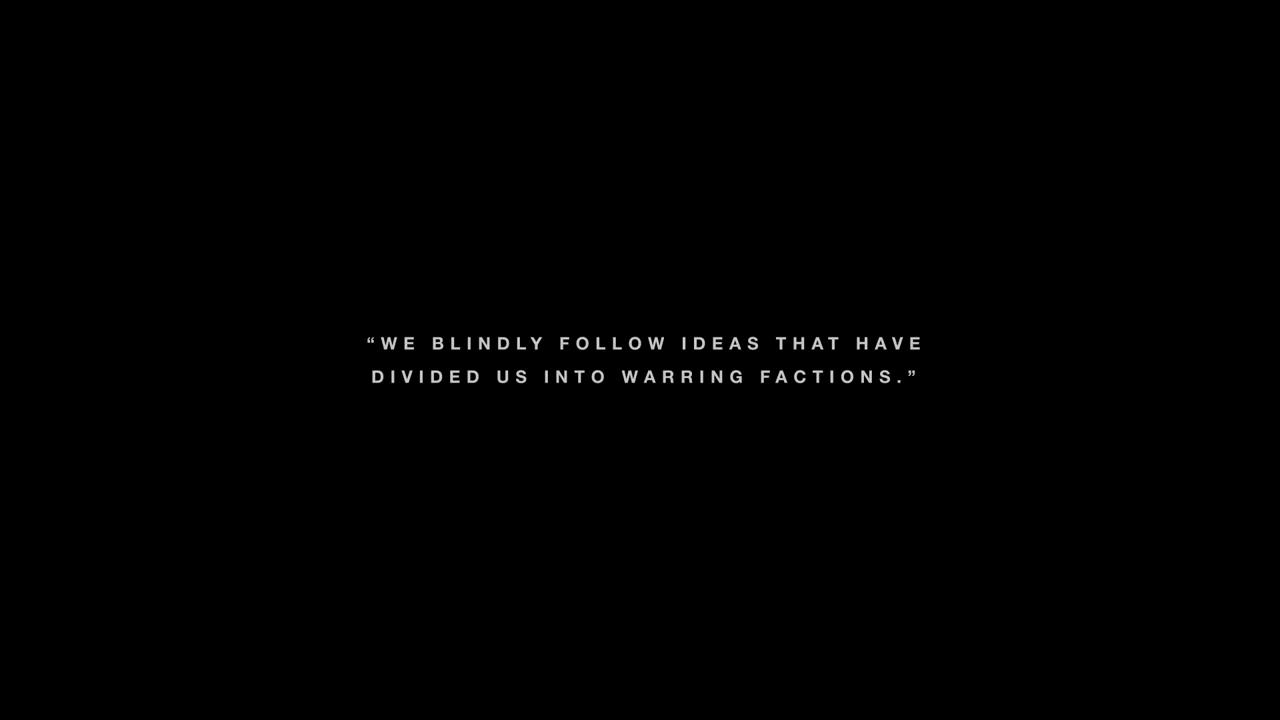 “WE BLINDLY FOLLOW IDEAS THAT HAVE
DIVIDED US INTO WARRING FACTIONS.”